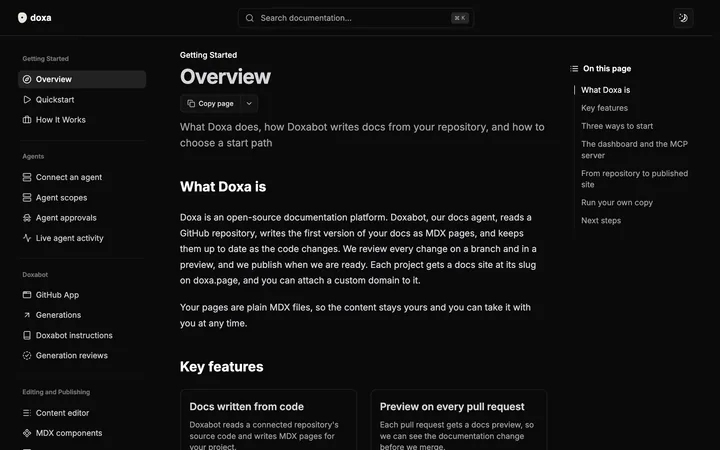 doxa
Search documentation...
⌘ K
Getting Started
Overview
Quickstart
How It Works
Agents
Connect an agent
Agent scopes
Agent approvals
Live agent activity
Doxabot
GitHub App
Generations
Doxabot instructions
Generation reviews
Editing and Publishing
Content editor
MDX components
Getting Started
Overview
Copy page
What Doxa does, how Doxabot writes docs from your repository, and how to
choose a start path
What Doxa is
Doxa is an open-source documentation platform. Doxabot, our docs agent, reads a
GitHub repository, writes the first version of your docs as MDX pages, and keeps
them up to date as the code changes. We review every change on a branch and in a
preview, and we publish when we are ready. Each project gets a docs site at its slug
on doxa.page, and you can attach a custom domain to it.
Your pages are plain MDX files, so the content stays yours and you can take it with
you at any time.
Key features
Docs written from code
Doxabot reads a connected repository's
source code and writes MDX pages for
your project.
Preview on every pull request
Each pull request gets a docs preview, so
we can see the documentation change
before we merge.
On this page
What Doxa is
Key features
Three ways to start
The dashboard and the MCP
server
From repository to published
site
Run your own copy
Next steps